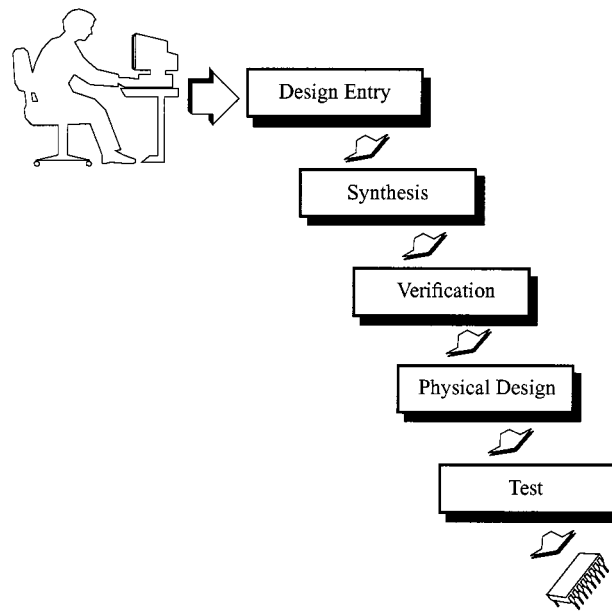 Design Entry
Synthesis
Verification
Physical Design
Test